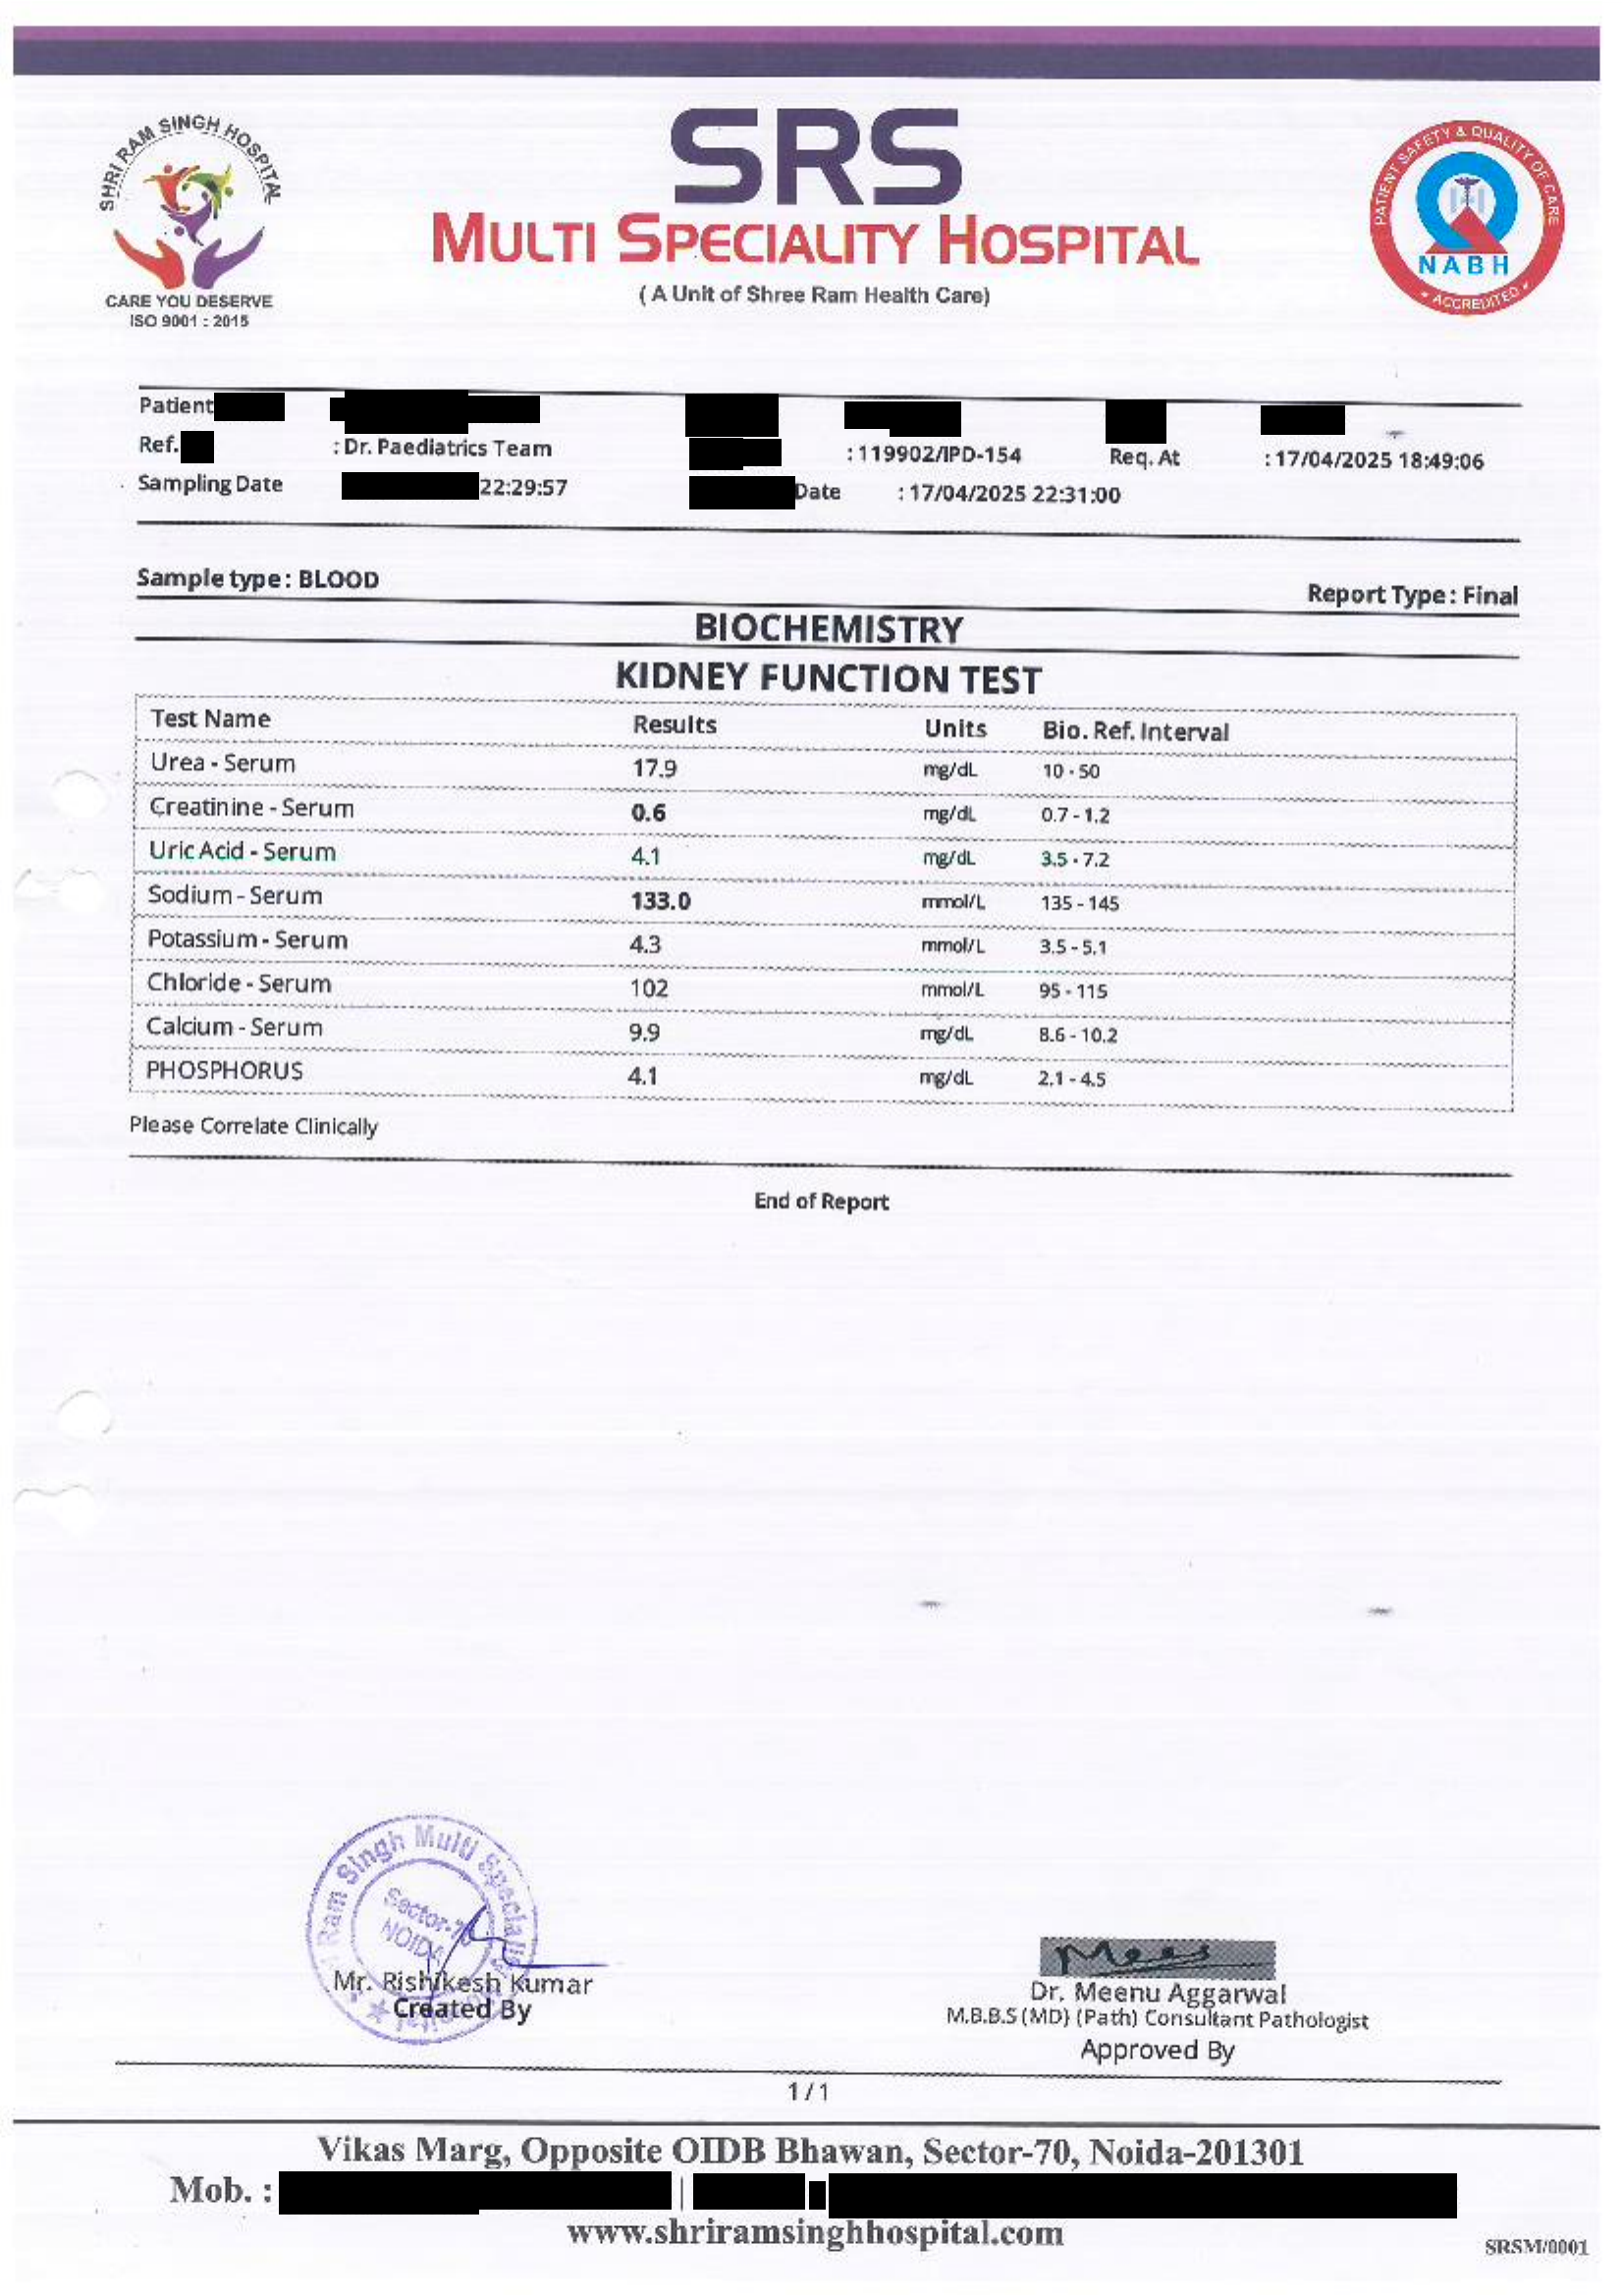 SHRI RAM SINGH HOSPITAL
CARE YOU DESERVE
ISO 9001 : 2015
SRS
MULTI SPECIALITY HOSPITAL
( A Unit of Shree Ram Health Care)
PATIENT SAFETY & QUALITY OF CARE
NABH
ACCREDITED
Patient
Ref. : Dr. Paediatrics Team : 119902/IPD-154 Req. At : 17/04/2025 18:49:06
Sampling Date 22:29:57 Date : 17/04/2025 22:31:00
Sample type : BLOOD Report Type : Final
BIOCHEMISTRY
KIDNEY FUNCTION TEST
Test Name Results Units Bio. Ref. Interval
Urea - Serum 17.9 mg/dL 10 - 50
Creatinine - Serum 0.6 mg/dL 0.7 - 1.2
Uric Acid - Serum 4.1 mg/dL 3.5 - 7.2
Sodium - Serum 133.0 mmol/L 135 - 145
Potassium - Serum 4.3 mmol/L 3.5 - 5.1
Chloride - Serum 102 mmol/L 95 - 115
Calcium - Serum 9.9 mg/dL 8.6 - 10.2
PHOSPHORUS 4.1 mg/dL 2.1 - 4.5
Please Correlate Clinically
End of Report
Ram Singh Multi
Sector-70
NOIDA
Mr. Rishikesh Kumar
Created By
Dr. Meenu Aggarwal
M.B.B.S (MD) (Path) Consultant Pathologist
Approved By
1 / 1
Vikas Marg, Opposite OIDB Bhawan, Sector-70, Noida-201301
Mob. : |
www.shriramsinghhospital.com
SRSM/0001